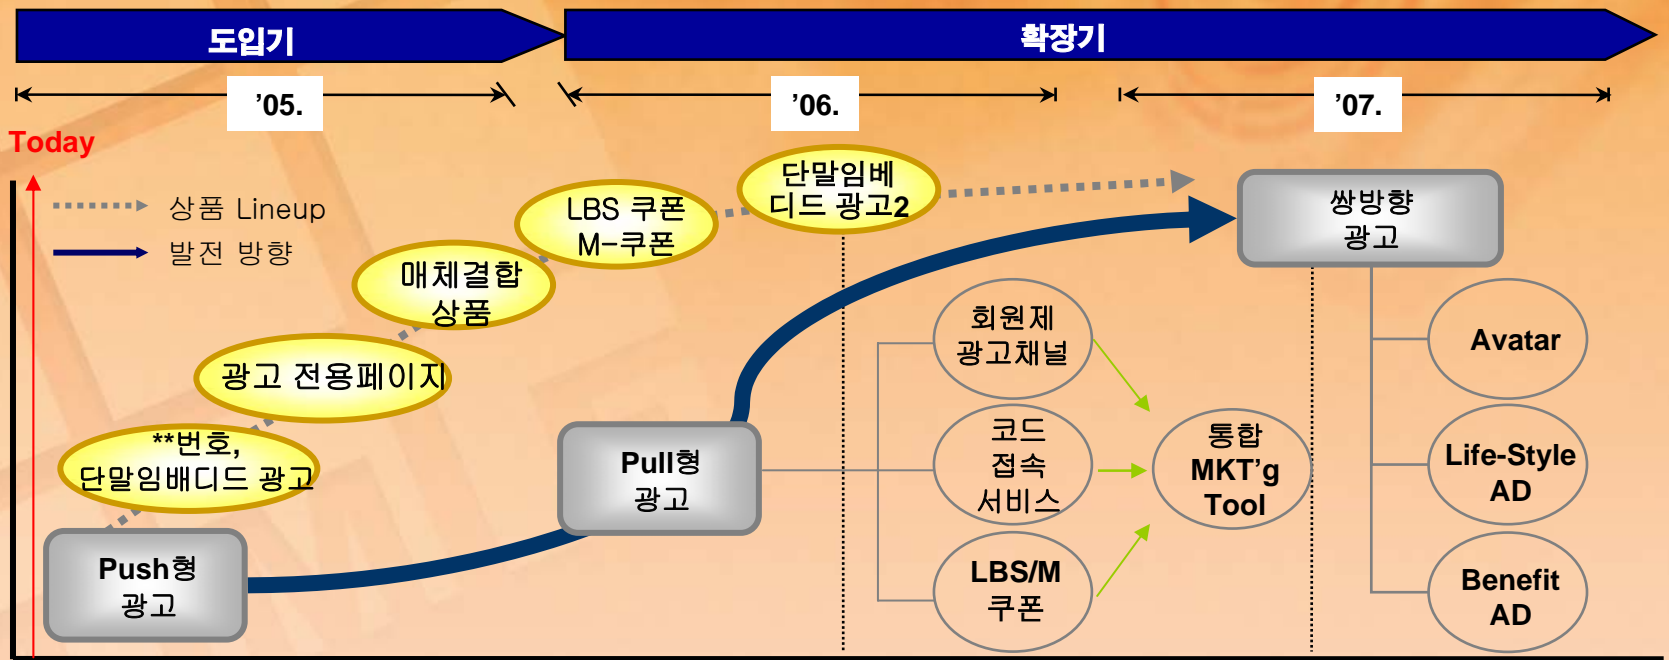 도입기
확장기
'05.
'06.
'07.
Today
상품 Lineup
발전 방향
**번호,
단말임배디드 광고
광고 전용페이지
매체결합
상품
LBS 쿠폰
M-쿠폰
단말임베
디드 광고2
Push형
광고
Pull형
광고
쌍방향
광고
회원제
광고채널
코드
접속
서비스
LBS/M
쿠폰
통합
MKT'g
Tool
Avatar
Life-Style
AD
Benefit
AD